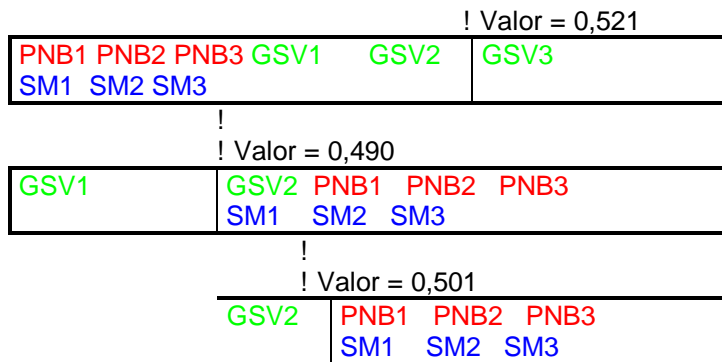 ! Valor = 0,521
PNB1 PNB2 PNB3 GSV1 GSV2 GSV3
SM1 SM2 SM3
!
! Valor = 0,490
GSV1 GSV2 PNB1 PNB2 PNB3
SM1 SM2 SM3
!
! Valor = 0,501
GSV2 PNB1 PNB2 PNB3
SM1 SM2 SM3